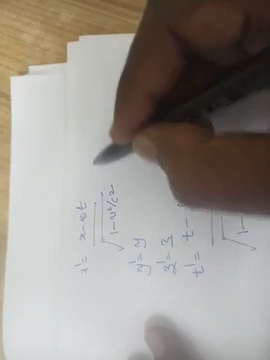 x' = x-vt / √1-v²/c²
y' = y
z' = z
t' = t - / √1-